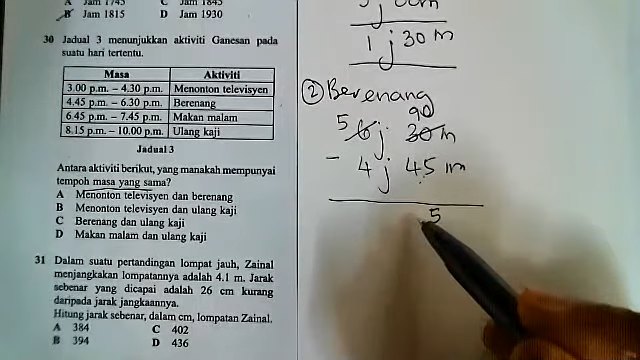 A Jam 1745 C Jam 1845
B Jam 1815 D Jam 1930
30 Jadual 3 menunjukkan aktiviti Ganesan pada
suatu hari tertentu.
Masa Aktiviti
3.00 p.m. – 4.30 p.m. Menonton televisyen
4.45 p.m. – 6.30 p.m. Berenang
6.45 p.m. – 7.45 p.m. Makan malam
8.15 p.m. – 10.00 p.m. Ulang kaji
Jadual 3
Antara aktiviti berikut, yang manakah mempunyai
tempoh masa yang sama?
A Menonton televisyen dan berenang
B Menonton televisyen dan ulang kaji
C Berenang dan ulang kaji
D Makan malam dan ulang kaji
31 Dalam suatu pertandingan lompat jauh, Zainal
menjangkakan lompatannya adalah 4.1 m. Jarak
sebenar yang dicapai adalah 26 cm kurang
daripada jarak jangkaannya.
Hitung jarak sebenar, dalam cm, lompatan Zainal.
A 384 C 402
B 394 D 436
1 j 30 m
2 Berenang
90
5 6 j 30 m
- 4 j 45 m
5